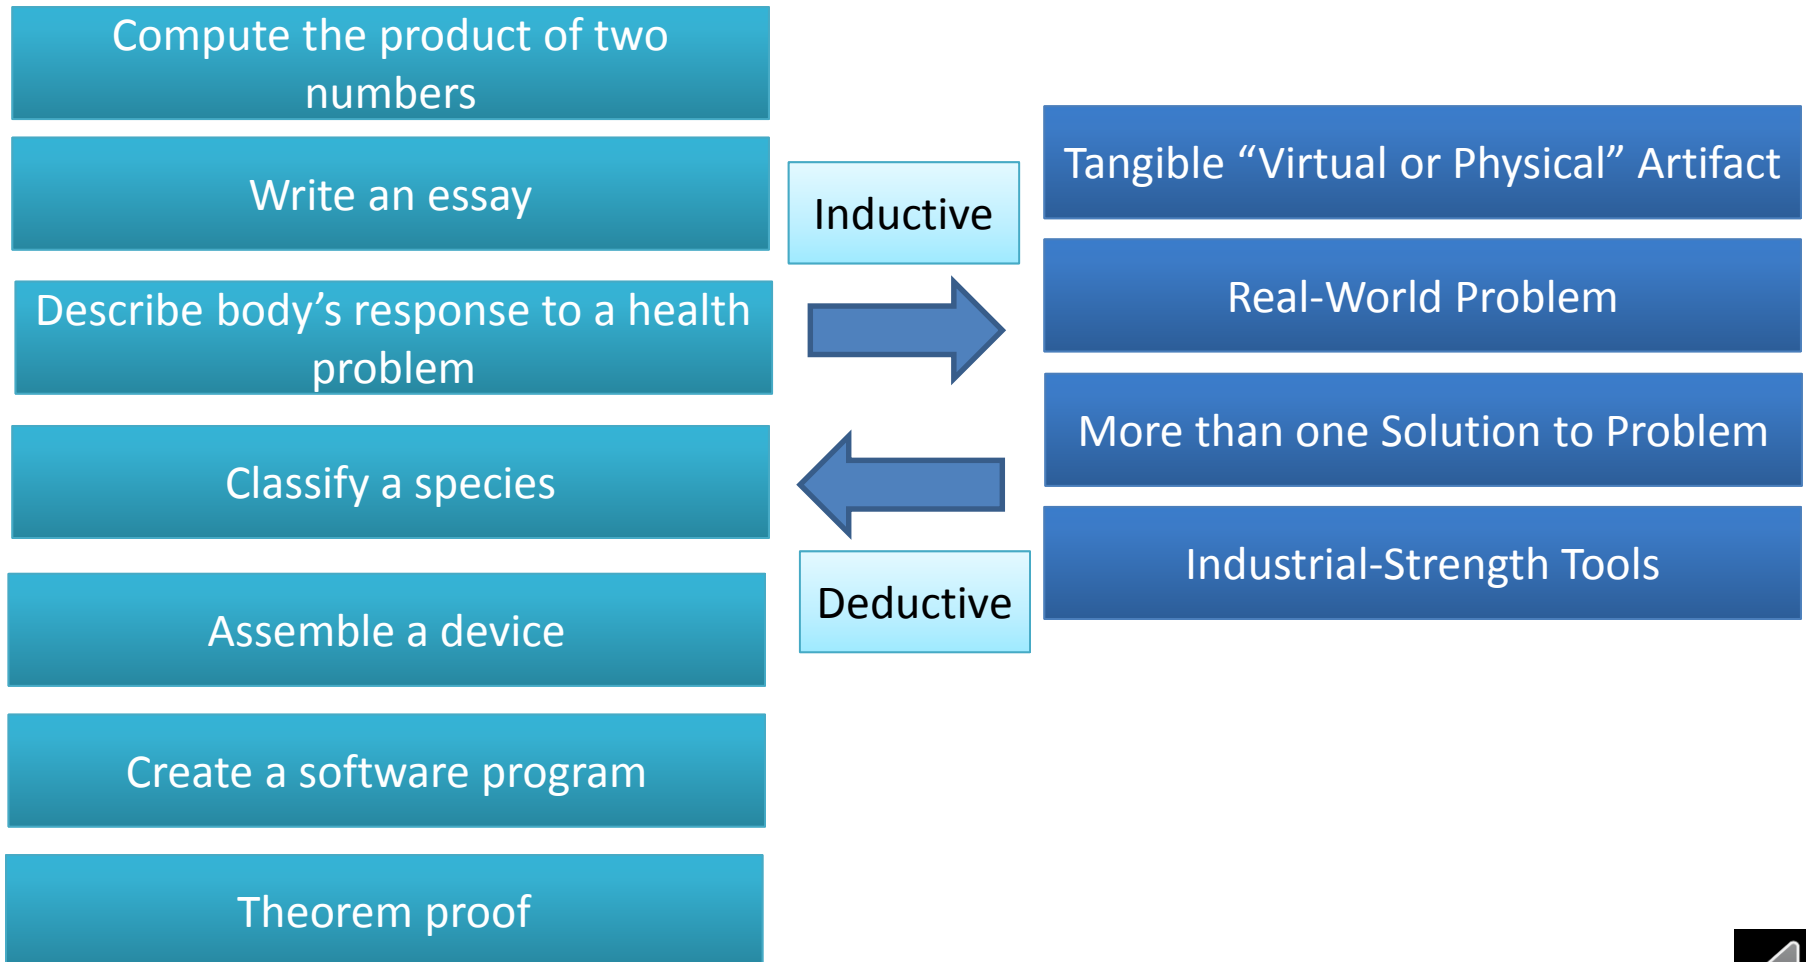 Compute the product of two
numbers
Write an essay
Describe body’s response to a health
problem
Classify a species
Assemble a device
Create a software program
Theorem proof
Inductive
Deductive
Tangible “Virtual or Physical” Artifact
Real-World Problem
More than one Solution to Problem
Industrial-Strength Tools